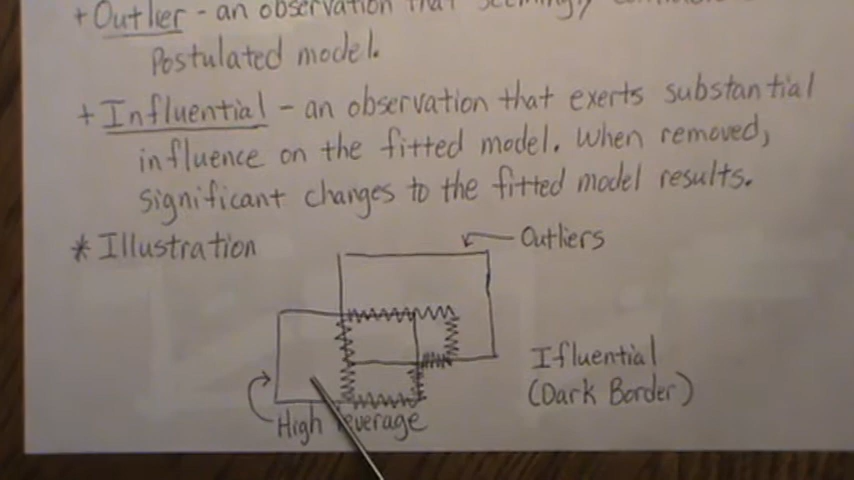 + Outlier - an observation that seemingly
Postulated model.
+ Influential - an observation that exerts substantial
influence on the fitted model. When removed,
significant changes to the fitted model results.
* Illustration
Outliers
Ifluential
(Dark Border)
High leverage